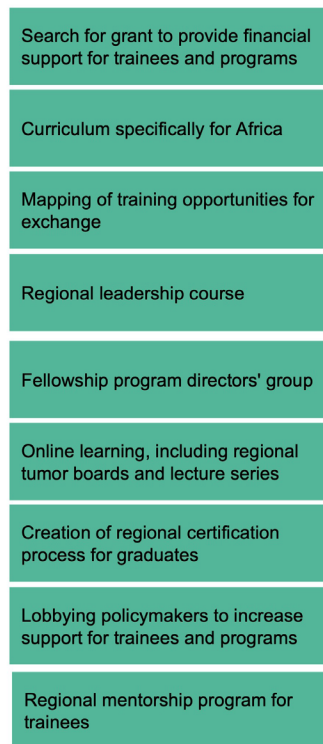 Search for grant to provide financial
support for trainees and programs
Curriculum specifically for Africa
Mapping of training opportunities for
exchange
Regional leadership course
Fellowship program directors' group
Online learning, including regional
tumor boards and lecture series
Creation of regional certification
process for graduates
Lobbying policymakers to increase
support for trainees and programs
Regional mentorship program for
trainees